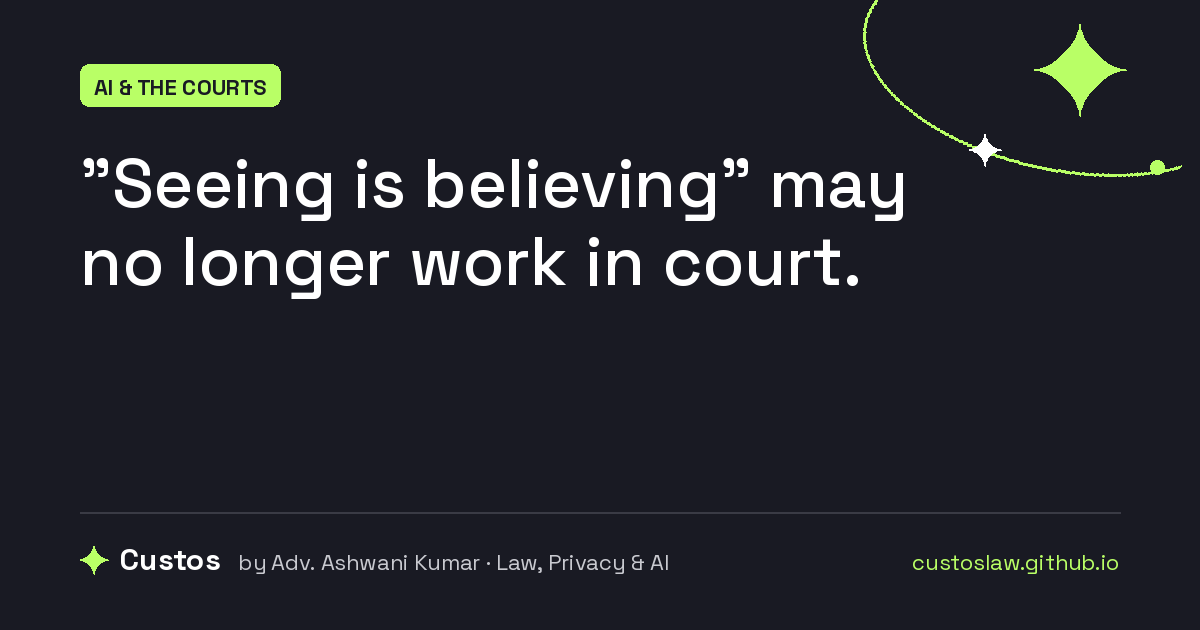 AI & THE COURTS
”Seeing is believing” may
no longer work in court.
Custos by Adv. Ashwani Kumar · Law, Privacy & AI custoslaw.github.io